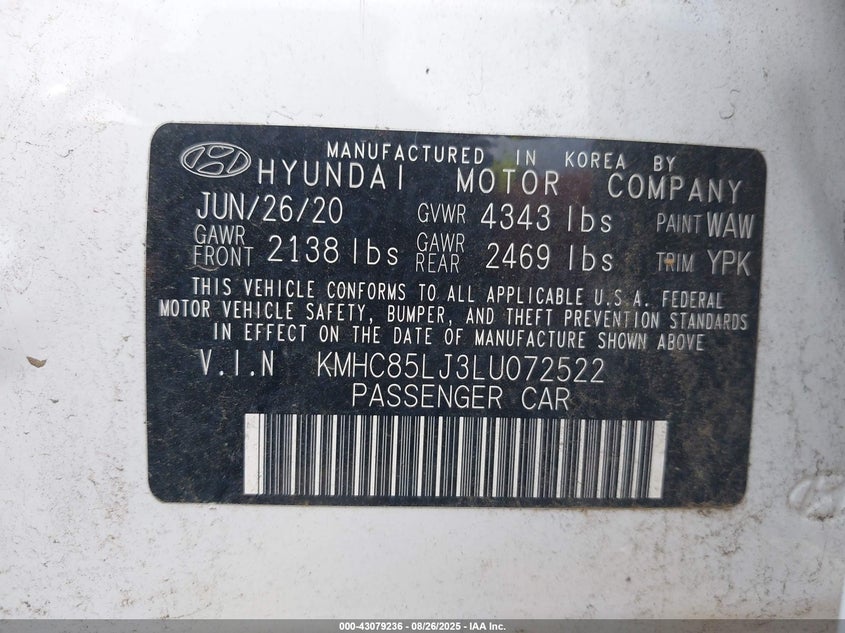 MANUFACTURED IN KOREA BY
HYUNDAI MOTOR COMPANY
JUN/26/20 GVWR 4343 lbs PAINT WAW
GAWR FRONT 2138 lbs GAWR REAR 2469 lbs TRIM YPK
THIS VEHICLE CONFORMS TO ALL APPLICABLE U.S.A. FEDERAL
MOTOR VEHICLE SAFETY, BUMPER, AND THEFT PREVENTION STANDARDS
IN EFFECT ON THE DATE OF MANUFACTURE SHOWN ABOVE
V.I.N KMHC85LJ3LU072522
PASSENGER CAR
000-43079236 - 08/26/2025 - IAA Inc.